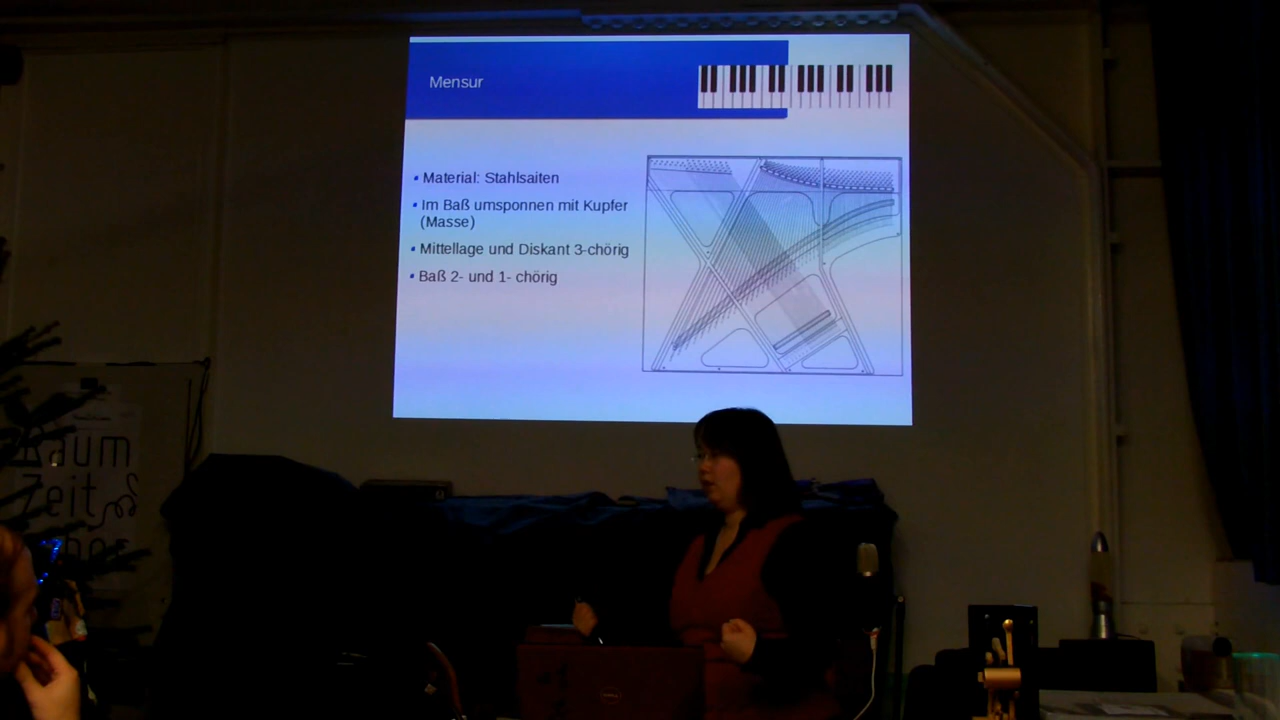 Mensur
Material: Stahlsaiten
Im Baß umsponnen mit Kupfer
(Masse)
Mittellage und Diskant 3-chörig
Baß 2- und 1- chörig
Raum
Zeit